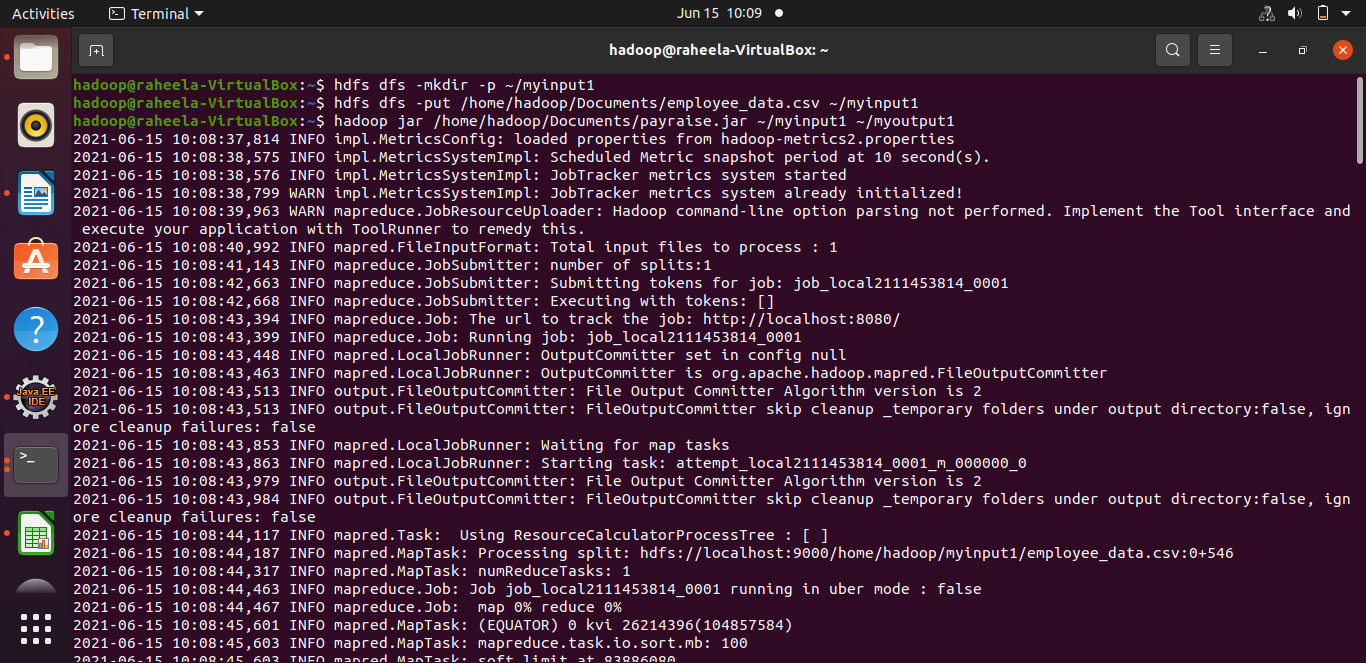 Activities
Terminal
Jun 15 10:09
hadoop@raheela-VirtualBox: ~
hadoop@raheela-VirtualBox:~$ hdfs dfs -mkdir -p ~/myinput1
hadoop@raheela-VirtualBox:~$ hdfs dfs -put /home/hadoop/Documents/employee_data.csv ~/myinput1
hadoop@raheela-VirtualBox:~$ hadoop jar /home/hadoop/Documents/payraise.jar ~/myinput1 ~/myoutput1
2021-06-15 10:08:37,814 INFO impl.MetricsConfig: loaded properties from hadoop-metrics2.properties
2021-06-15 10:08:38,575 INFO impl.MetricsSystemImpl: Scheduled Metric snapshot period at 10 second(s).
2021-06-15 10:08:38,576 INFO impl.MetricsSystemImpl: JobTracker metrics system started
2021-06-15 10:08:38,799 WARN impl.MetricsSystemImpl: JobTracker metrics system already initialized!
2021-06-15 10:08:39,963 WARN mapreduce.JobResourceUploader: Hadoop command-line option parsing not performed. Implement the Tool interface and
 execute your application with ToolRunner to remedy this.
2021-06-15 10:08:40,992 INFO mapred.FileInputFormat: Total input files to process : 1
2021-06-15 10:08:41,143 INFO mapreduce.JobSubmitter: number of splits:1
2021-06-15 10:08:42,663 INFO mapreduce.JobSubmitter: Submitting tokens for job: job_local2111453814_0001
2021-06-15 10:08:42,668 INFO mapreduce.JobSubmitter: Executing with tokens: []
2021-06-15 10:08:43,394 INFO mapreduce.Job: The url to track the job: http://localhost:8080/
2021-06-15 10:08:43,399 INFO mapreduce.Job: Running job: job_local2111453814_0001
2021-06-15 10:08:43,448 INFO mapred.LocalJobRunner: OutputCommitter set in config null
2021-06-15 10:08:43,463 INFO mapred.LocalJobRunner: OutputCommitter is org.apache.hadoop.mapred.FileOutputCommitter
2021-06-15 10:08:43,513 INFO output.FileOutputCommitter: File Output Committer Algorithm version is 2
2021-06-15 10:08:43,513 INFO output.FileOutputCommitter: FileOutputCommitter skip cleanup _temporary folders under output directory:false, ign
ore cleanup failures: false
2021-06-15 10:08:43,853 INFO mapred.LocalJobRunner: Waiting for map tasks
2021-06-15 10:08:43,863 INFO mapred.LocalJobRunner: Starting task: attempt_local2111453814_0001_m_000000_0
2021-06-15 10:08:43,979 INFO output.FileOutputCommitter: File Output Committer Algorithm version is 2
2021-06-15 10:08:43,984 INFO output.FileOutputCommitter: FileOutputCommitter skip cleanup _temporary folders under output directory:false, ign
ore cleanup failures: false
2021-06-15 10:08:44,117 INFO mapred.Task:  Using ResourceCalculatorProcessTree : [ ]
2021-06-15 10:08:44,187 INFO mapred.MapTask: Processing split: hdfs://localhost:9000/home/hadoop/myinput1/employee_data.csv:0+546
2021-06-15 10:08:44,317 INFO mapred.MapTask: numReduceTasks: 1
2021-06-15 10:08:44,463 INFO mapreduce.Job: Job job_local2111453814_0001 running in uber mode : false
2021-06-15 10:08:44,467 INFO mapreduce.Job:  map 0% reduce 0%
2021-06-15 10:08:45,601 INFO mapred.MapTask: (EQUATOR) 0 kvi 26214396(104857584)
2021-06-15 10:08:45,603 INFO mapred.MapTask: mapreduce.task.io.sort.mb: 100
2021-06-15 10:08:45,603 INFO mapred.MapTask: soft limit at 83886080
Java EE
IDE